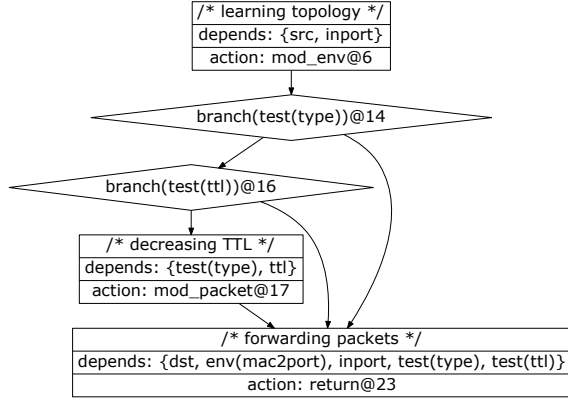 /* learning topology */
depends: {src, inport}
action: mod_env@6
branch(test(type))@14
branch(test(ttl))@16
/* decreasing TTL */
depends: {test(type), ttl}
action: mod_packet@17
/* forwarding packets */
depends: {dst, env(mac2port), inport, test(type), test(ttl)}
action: return@23